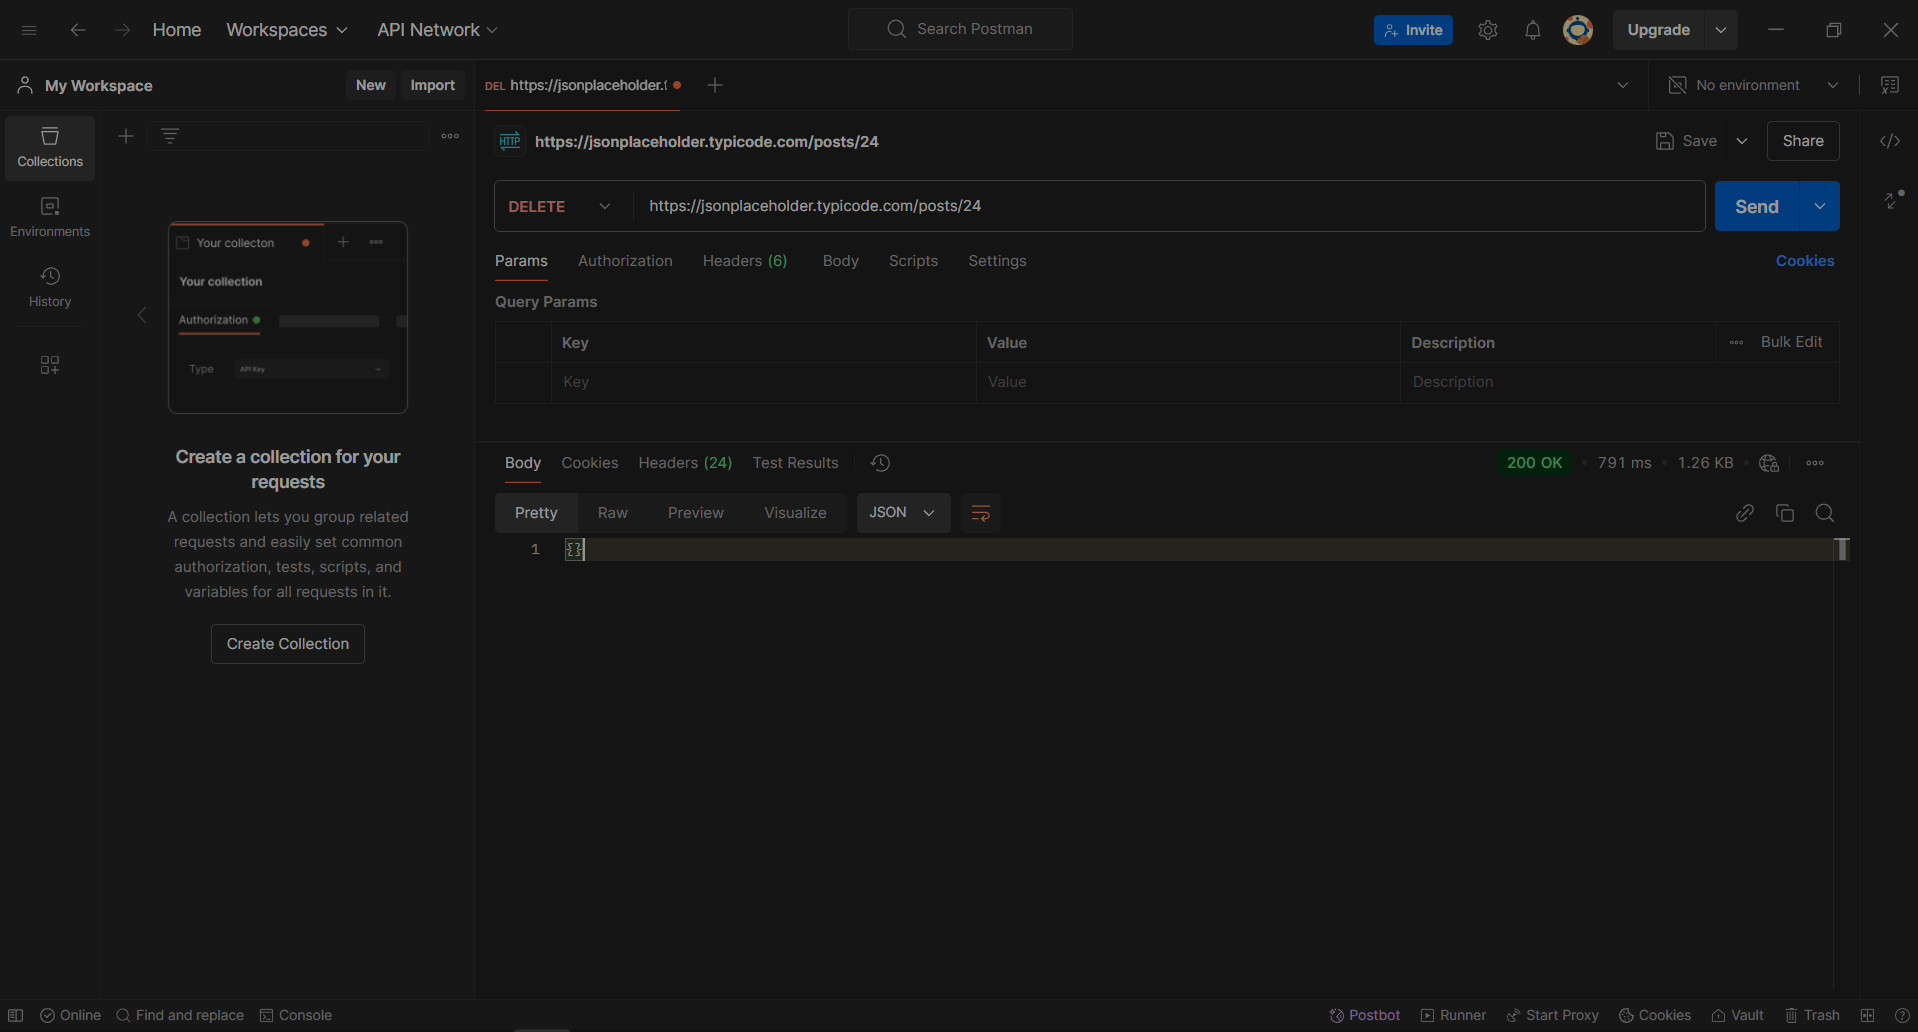 Home Workspaces API Network Search Postman Invite Upgrade
My Workspace New Import DEL https://jsonplaceholder.t No environment
Collections
Environments
History
Your collecton
Your collection
Authorization
Type API Key
Create a collection for your
requests
A collection lets you group related
requests and easily set common
authorization, tests, scripts, and
variables for all requests in it.
Create Collection
HTTP https://jsonplaceholder.typicode.com/posts/24 Save Share
DELETE https://jsonplaceholder.typicode.com/posts/24 Send
Params Authorization Headers (6) Body Scripts Settings Cookies
Query Params
Key Value Description Bulk Edit
Key Value Description
Body Cookies Headers (24) Test Results 200 OK 791 ms 1.26 KB
Pretty Raw Preview Visualize JSON
1 {}
Online Find and replace Console Postbot Runner Start Proxy Cookies Vault Trash